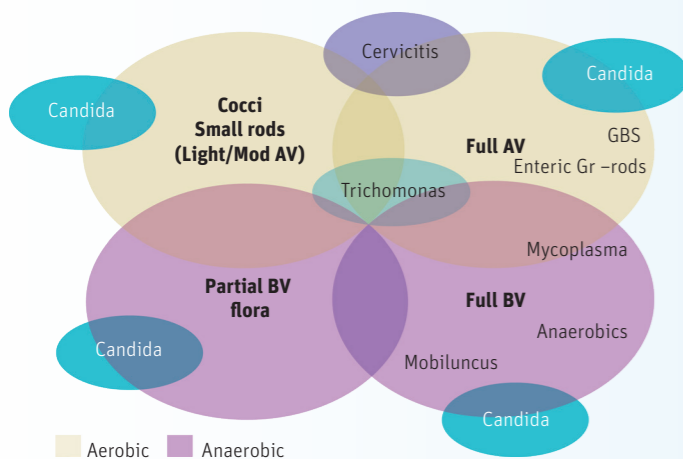 Cervicitis
Candida
Candida
Cocci
Small rods
(Light/Mod AV)
Full AV
GBS
Enteric Gr –rods
Trichomonas
Mycoplasma
Partial BV
flora
Full BV
Anaerobics
Candida
Mobiluncus
Candida
Aerobic
Anaerobic